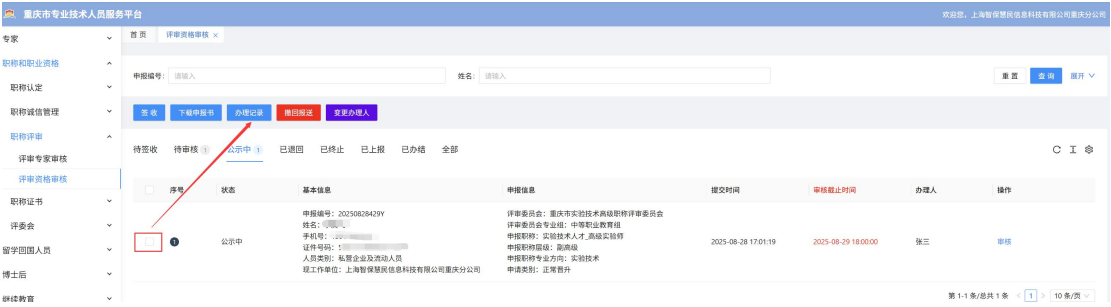 重庆市专业技术人员服务平台
欢迎您，上海智保慧民信息科技有限公司重庆分公司
专家
职称和职业资格
职称认定
职称诚信管理
职称评审
评审专家审核
评审资格审核
职称证书
评委会
留学回国人员
博士后
继续教育
首页 评审资格审核 ×
申报编号: 请输入 姓名: 请输入 重置 查询 展开
签收 下载申报书 办理记录 撤回报送 变更办理人
待签收 待审核 1 公示中 1 已退回 已终止 已上报 已办结 全部
序号 状态 基本信息 申报信息 提交时间 审核截止时间 办理人 操作
1 公示中
申报编号：20250828429Y
姓名：
手机号：
证件号码：5
人员类别：私营企业及流动人员
现工作单位：上海智保慧民信息科技有限公司重庆分公司
评审委员会：重庆市实验技术高级职称评审委员会
评审委员会专业组：中等职业教育组
申报职称：实验技术人才_高级实验师
申报职称层级：副高级
申报职称专业方向：实验技术
申请类别：正常晋升
2025-08-28 17:01:19
2025-08-29 18:00:00
张三
审核
第 1-1 条/总共 1 条 < 1 > 10 条/页